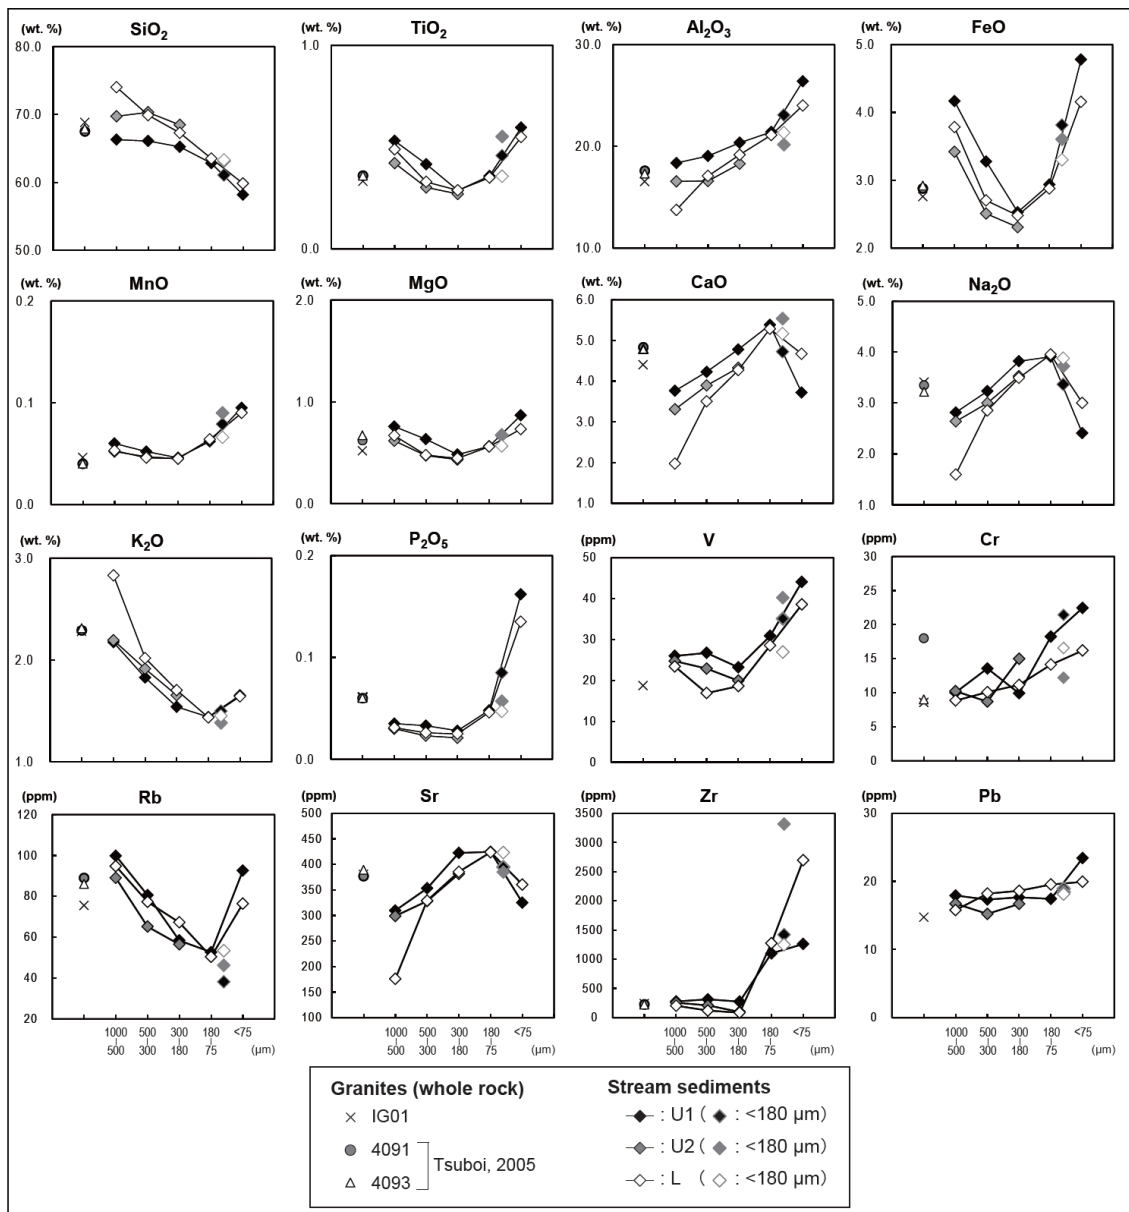 (wt. %) SiO2 (wt. %) TiO2 (wt. %) Al2O3 (wt. %) FeO
80.0 1.0 30.0 5.0
70.0 4.0
20.0
60.0 3.0
50.0 0.0 10.0 2.0
(wt. %) MnO (wt. %) MgO (wt. %) CaO (wt. %) Na2O
0.2 2.0 6.0 5.0
5.0 4.0
0.1 1.0 4.0 3.0
3.0
2.0 2.0
0.0 0.0 1.0 1.0
(wt. %) K2O (wt. %) P2O5 (ppm) V (ppm) Cr
3.0 0.2 50 30
40 25
2.0 0.1 30 20
15
20 10
10 5
1.0 0.0 0 0
(ppm) Rb (ppm) Sr (ppm) Zr (ppm) Pb
120 500 3500 30
450 3000
100 400 2500 20
80 350 2000
300 1500
60 250 1000 10
40 200 500
150
20 100 0 0
1000 500 300 180 <75 1000 500 300 180 <75 1000 500 300 180 <75 1000 500 300 180 <75
500 300 180 75 (μm) 500 300 180 75 (μm) 500 300 180 75 (μm) 500 300 180 75 (μm)
Granites (whole rock) Stream sediments
IG01 : U1 ( : <180 μm)
4091 : U2 ( : <180 μm)
Tsuboi, 2005
4093 : L ( : <180 μm)